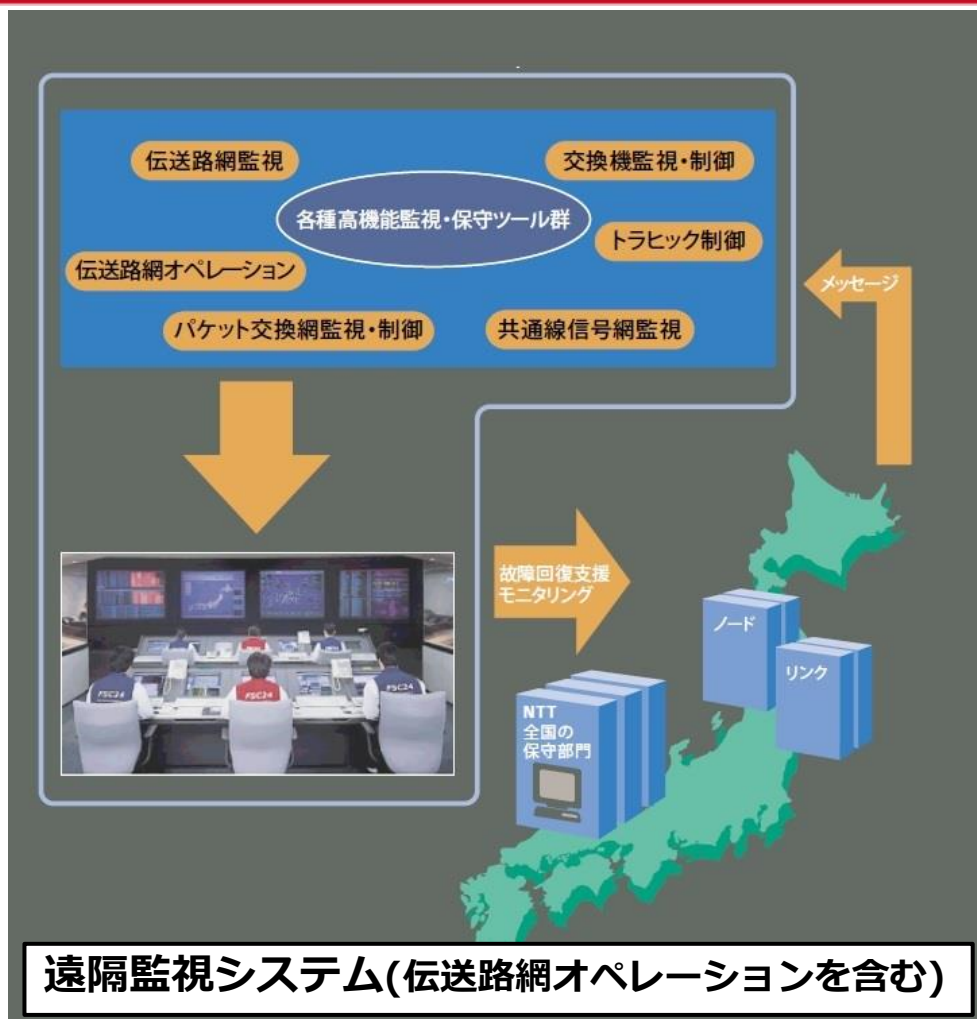 伝送路網監視
交換機監視・制御
各種高機能監視・保守ツール群
トラヒック制御
伝送路網オペレーション
パケット交換網監視・制御
共通線信号網監視
メッセージ
故障回復支援
モニタリング
ノード
リンク
NTT
全国の
保守部門
FSC24
FSC24
FSC24
遠隔監視システム(伝送路網オペレーションを含む)